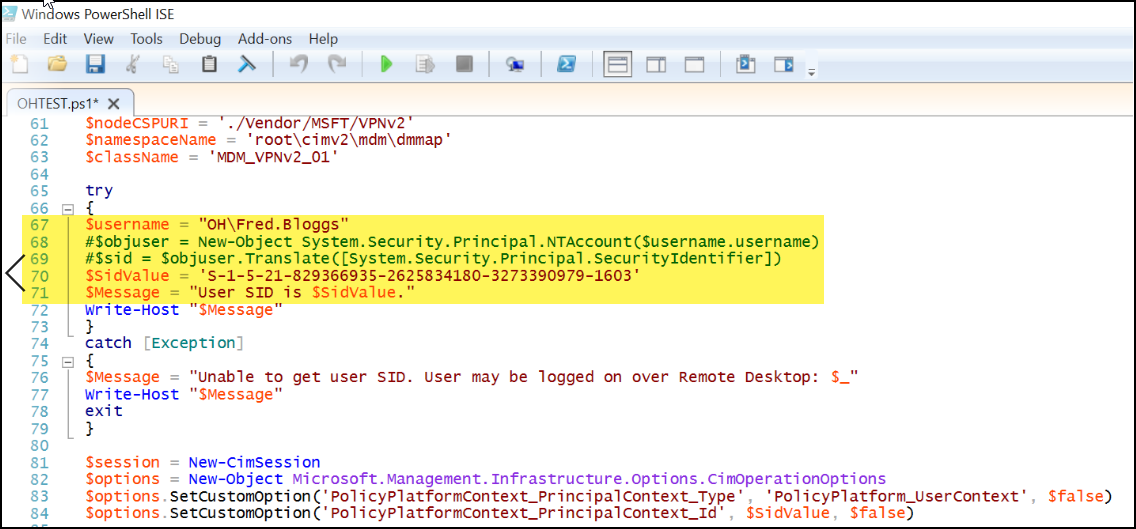 Windows PowerShell ISE
File Edit View Tools Debug Add-ons Help
OHTEST.ps1* X
61 $nodeCSPURI = './Vendor/MSFT/VPNv2'
62 $namespaceName = 'root\cimv2\mdm\dmmap'
63 $className = 'MDM_VPNv2_01'
64
65 try
66 {
67 $username = "OH\Fred.Bloggs"
68 #$objuser = New-Object System.Security.Principal.NTAccount($username.username)
69 #$sid = $objuser.Translate([System.Security.Principal.SecurityIdentifier])
70 $SidValue = 'S-1-5-21-829366935-2625834180-3273390979-1603'
71 $Message = "User SID is $SidValue."
72 Write-Host "$Message"
73 }
74 catch [Exception]
75 {
76 $Message = "Unable to get user SID. User may be logged on over Remote Desktop: $_"
77 Write-Host "$Message"
78 exit
79 }
80
81 $session = New-CimSession
82 $options = New-Object Microsoft.Management.Infrastructure.Options.CimOperationOptions
83 $options.SetCustomOption('PolicyPlatformContext_PrincipalContext_Type', 'PolicyPlatform_UserContext', $false)
84 $options.SetCustomOption('PolicyPlatformContext_PrincipalContext_Id', $SidValue, $false)